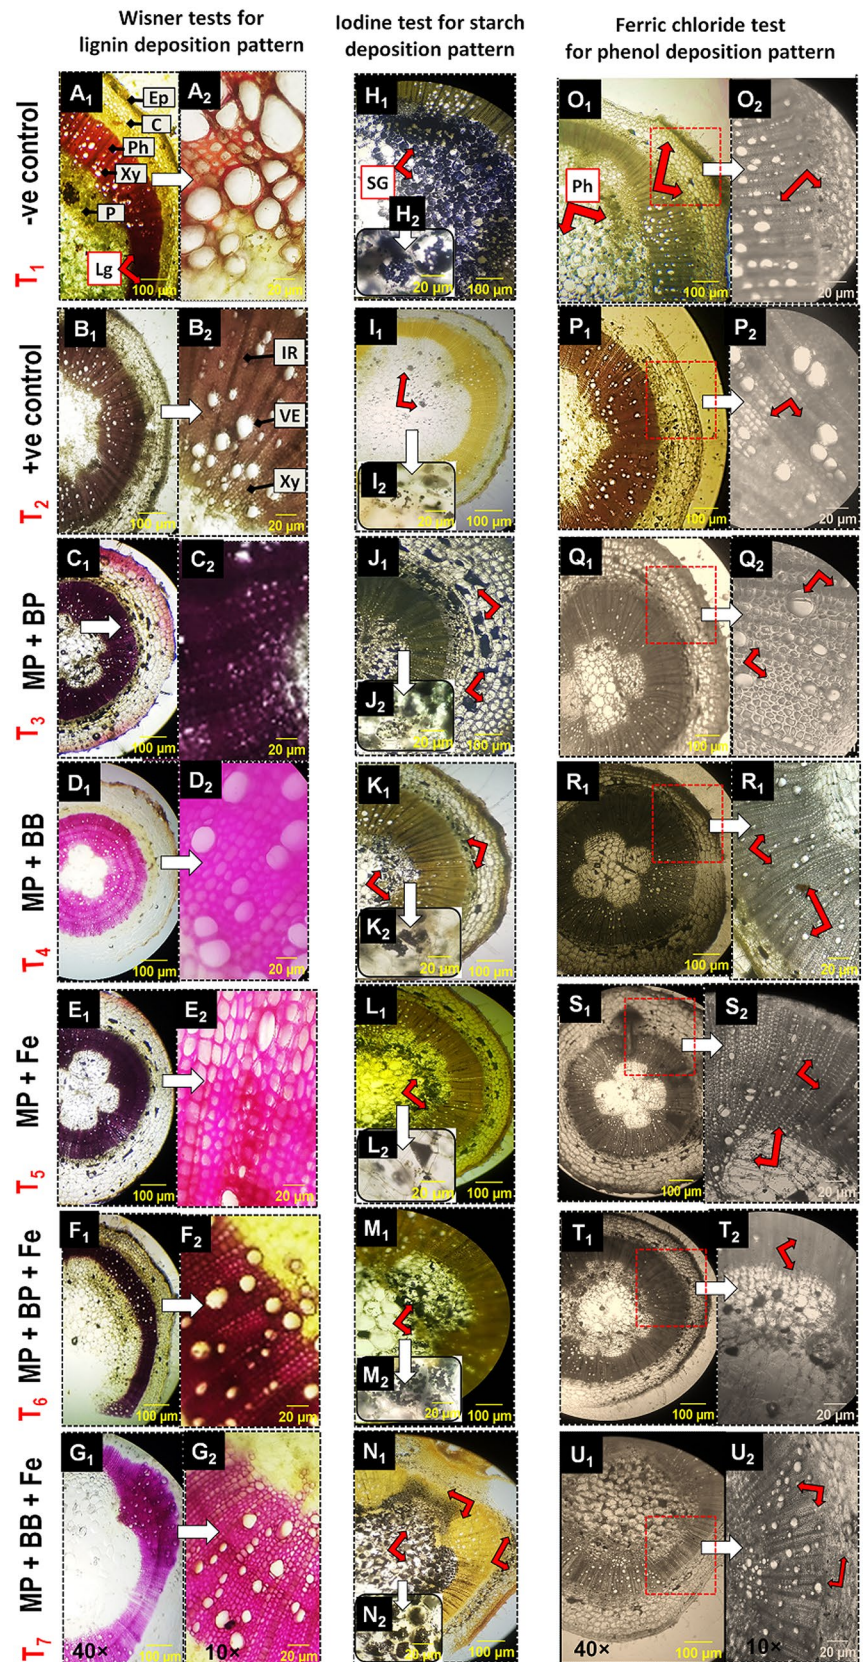 Wisner tests for
lignin deposition pattern
Iodine test for starch
deposition pattern
Ferric chloride test
for phenol deposition pattern
T1 -ve control
A1
Ep
C
Ph
Xy
P
Lg
100 µm
A2
20 µm
H1
SG
H2
20 µm
100 µm
O1
Ph
100 µm
O2
20 µm
T2 +ve control
B1
100 µm
B2
IR
VE
Xy
20 µm
I1
I2
20 µm
100 µm
P1
100 µm
P2
20 µm
T3 MP + BP
C1
100 µm
C2
20 µm
J1
J2
20 µm
100 µm
Q1
100 µm
Q2
20 µm
T4 MP + BB
D1
100 µm
D2
20 µm
K1
K2
20 µm
100 µm
R1
100 µm
R1
20 µm
T5 MP + Fe
E1
100 µm
E2
20 µm
L1
L2
20 µm
100 µm
S1
100 µm
S2
20 µm
T6 MP + BP + Fe
F1
100 µm
F2
20 µm
M1
M2
20 µm
100 µm
T1
100 µm
T2
20 µm
T7 MP + BB + Fe
G1
40×
100 µm
G2
10×
20 µm
N1
N2
20 µm
100 µm
U1
40×
100 µm
U2
10×
20 µm